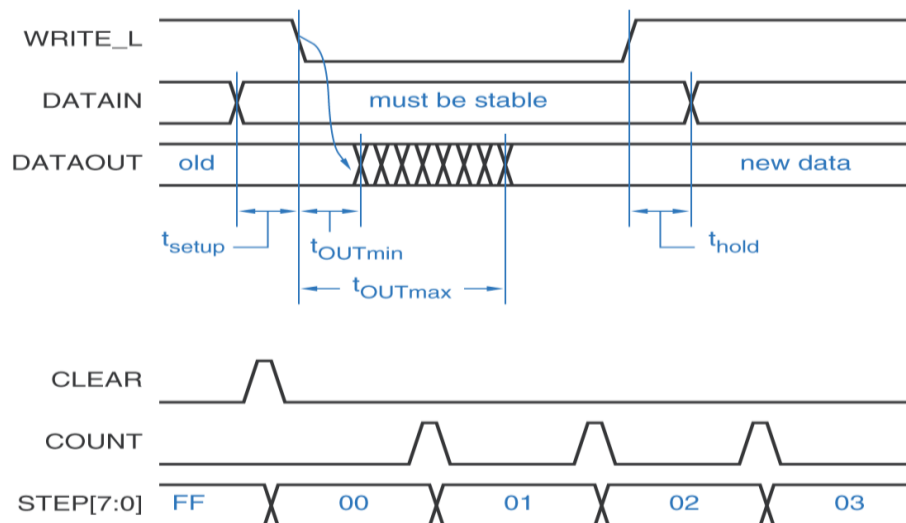 WRITE_L
DATAIN must be stable
DATAOUT old new data
tsetup tOUTmin thold
tOUTmax
CLEAR
COUNT
STEP[7:0] FF 00 01 02 03